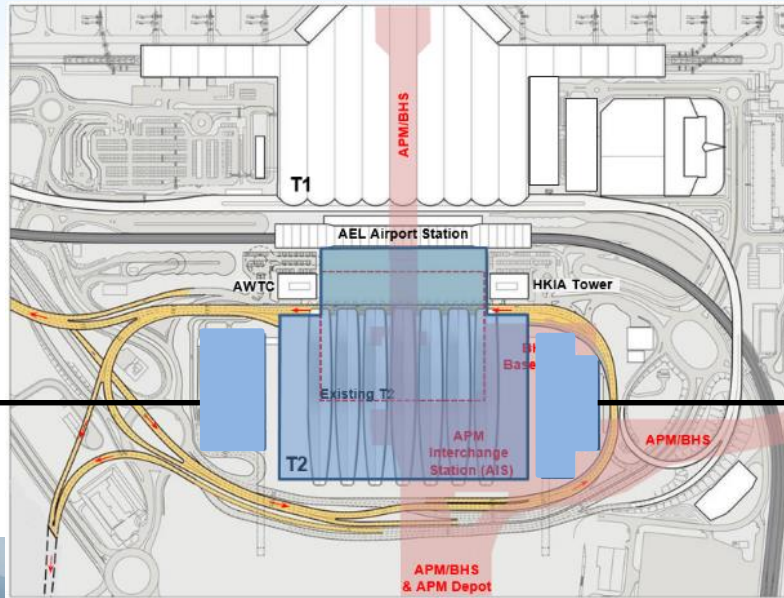 APM/BHS
T1
AEL Airport Station
AWTC
HKIA Tower
Existing T2
T2
APM
Interchange
Station (AIS)
APM/BHS
APM/BHS
& APM Depot